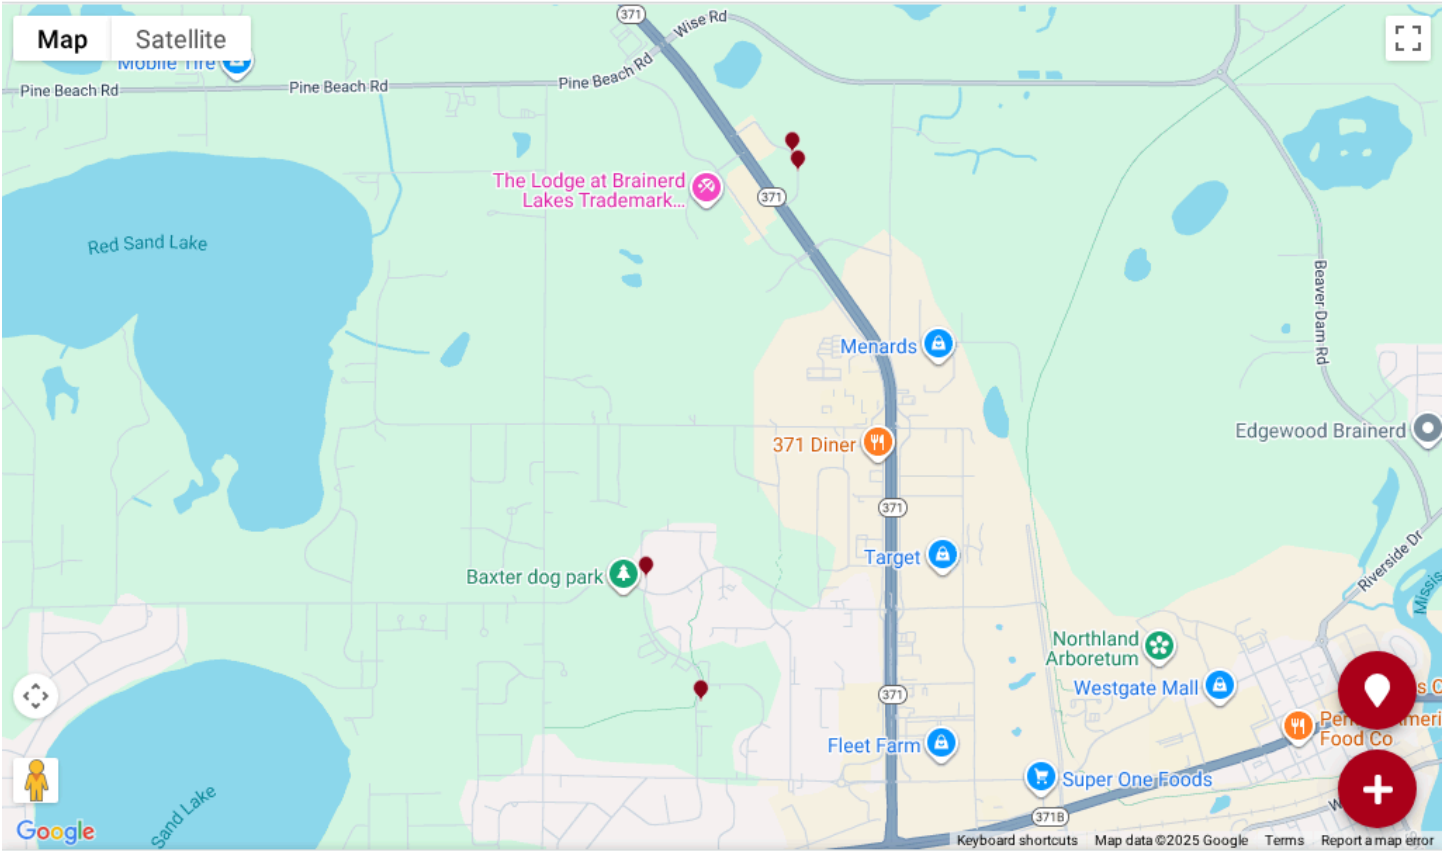 Map
Satellite
371
Wise Rd
Mobile Tire
Pine Beach Rd
Pine Beach Rd
Pine Beach Rd
The Lodge at Brainerd
Lakes Trademark...
371
Red Sand Lake
Beaver Dam Rd
Menards
371 Diner
Edgewood Brainerd
371
Target
Riverside Dr
Baxter dog park
Northland
Arboretum
Westgate Mall
371
Fleet Farm
Food Co
Super One Foods
Sand Lake
371B
Google
Keyboard shortcuts
Map data ©2025 Google
Terms
Report a map error